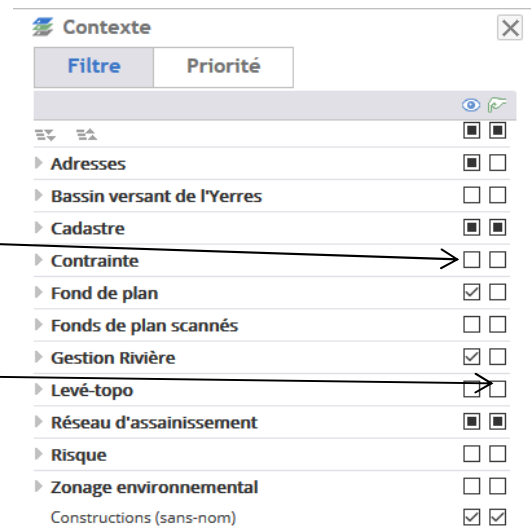 Contexte
Filtre Priorité
Adresses
Bassin versant de l'Yerres
Cadastre
Contrainte
Fond de plan
Fonds de plan scannés
Gestion Rivière
Levé-topo
Réseau d'assainissement
Risque
Zonage environnemental
Constructions (sans-nom)